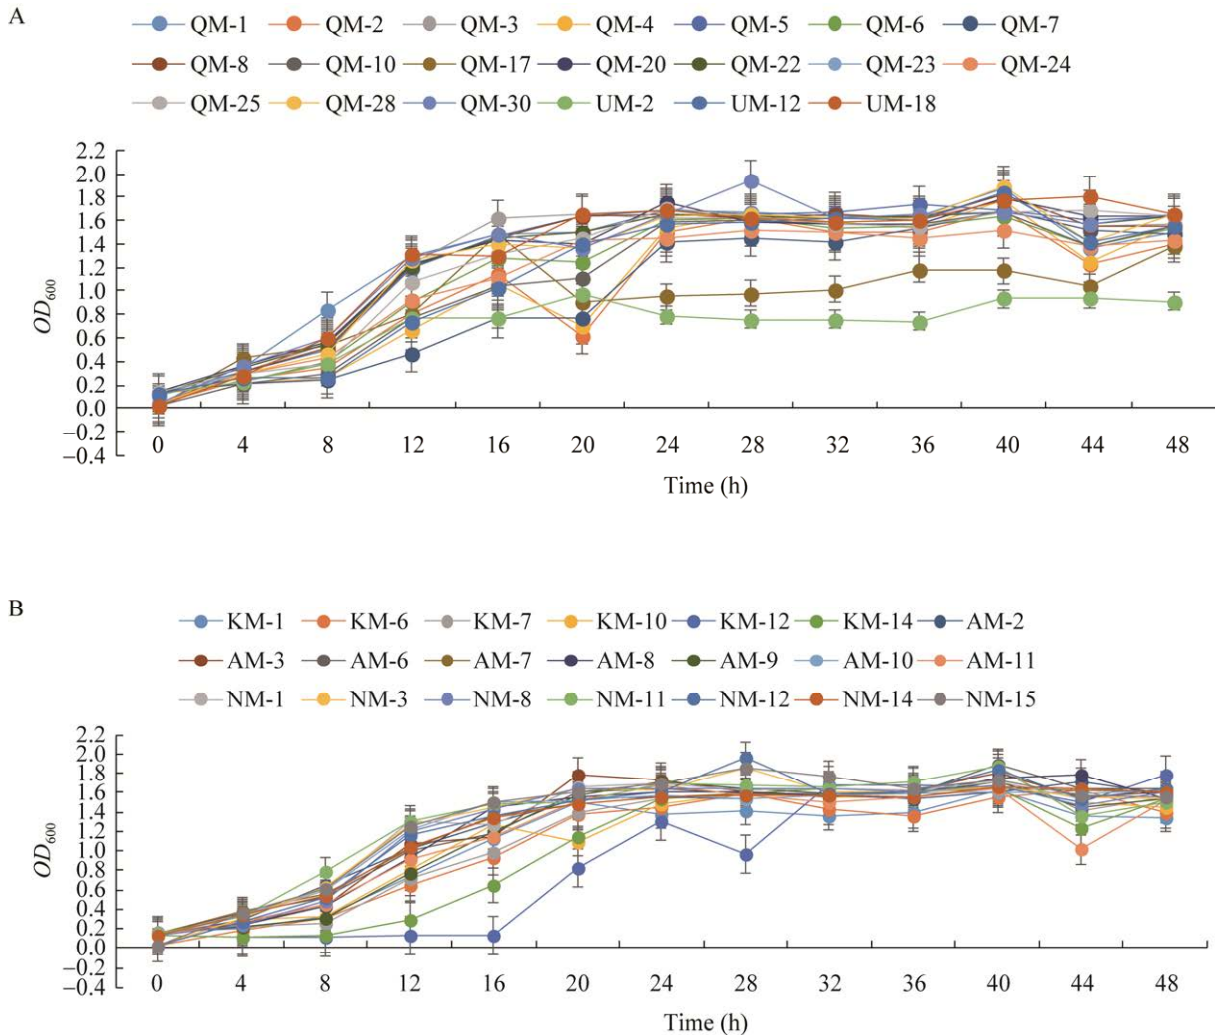 A
QM-1 QM-2 QM-3 QM-4 QM-5 QM-6 QM-7
QM-8 QM-10 QM-17 QM-20 QM-22 QM-23 QM-24
QM-25 QM-28 QM-30 UM-2 UM-12 UM-18
2.2
2.0
1.8
1.6
1.4
1.2
1.0
0.8
0.6
0.4
0.2
0.0
−0.2
−0.4
OD600
0 4 8 12 16 20 24 28 32 36 40 44 48
Time (h)
B
KM-1 KM-6 KM-7 KM-10 KM-12 KM-14 AM-2
AM-3 AM-6 AM-7 AM-8 AM-9 AM-10 AM-11
NM-1 NM-3 NM-8 NM-11 NM-12 NM-14 NM-15
2.2
2.0
1.8
1.6
1.4
1.2
1.0
0.8
0.6
0.4
0.2
0.0
−0.2
−0.4
OD600
0 4 8 12 16 20 24 28 32 36 40 44 48
Time (h)